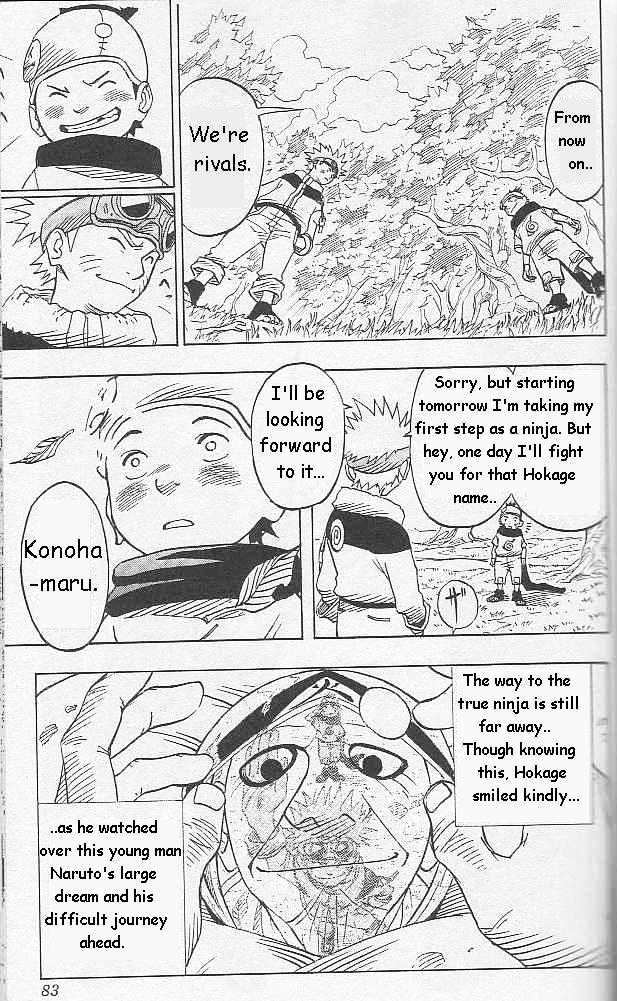 From
now
on..
We're
rivals.
Sorry, but starting
tomorrow I'm taking my
first step as a ninja. But
hey, one day I'll fight
you for that Hokage
name..
ザ
I'll be
looking
forward
to it...
Konoha
-maru.
The way to the
true ninja is still
far away..
Though knowing
this, Hokage
smiled kindly...
..as he watched
over this young man
Naruto's large
dream and his
difficult journey
ahead.
83